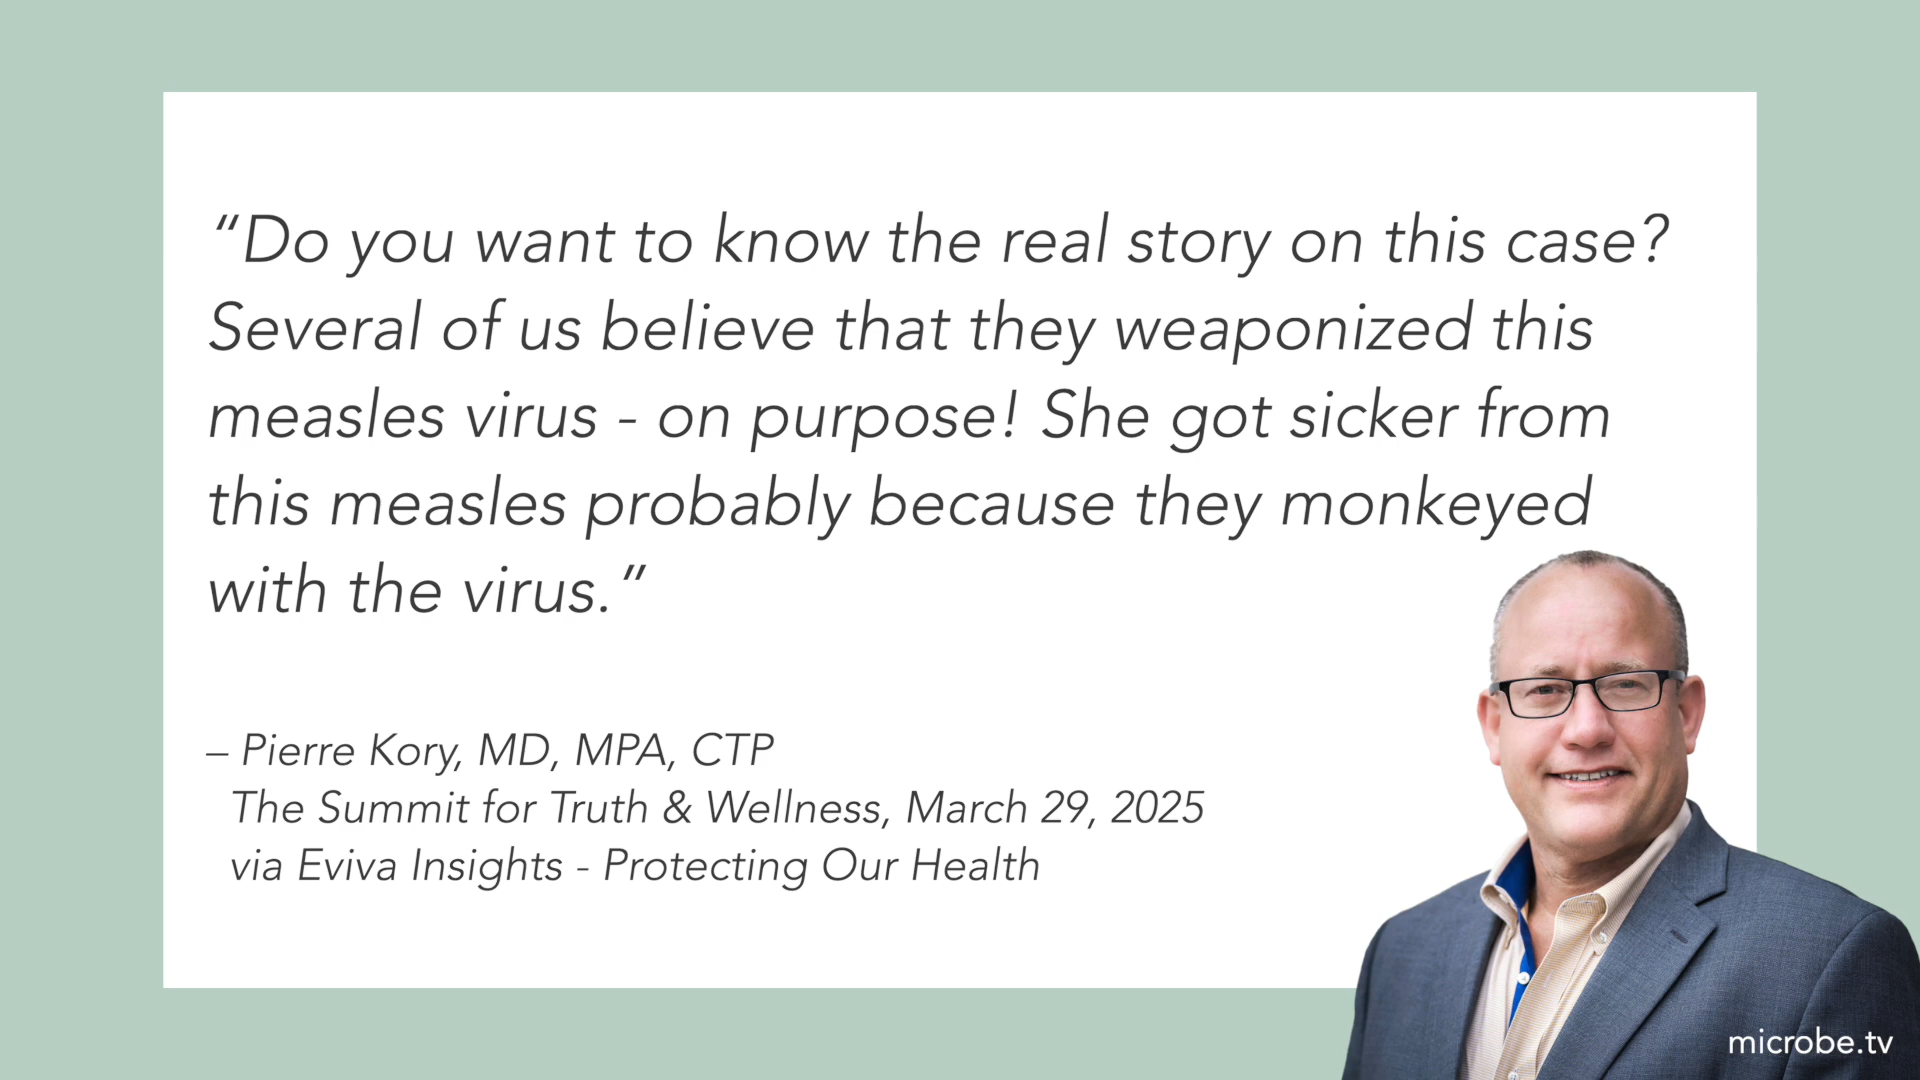 “Do you want to know the real story on this case?
Several of us believe that they weaponized this
measles virus - on purpose! She got sicker from
this measles probably because they monkeyed
with the virus.”
– Pierre Kory, MD, MPA, CTP
The Summit for Truth & Wellness, March 29, 2025
via Eviva Insights - Protecting Our Health
microbe.tv